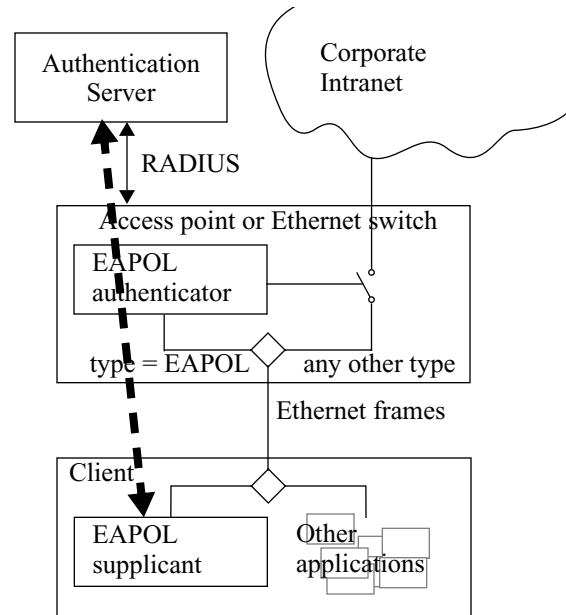 Authentication
Server
Corporate
Intranet
RADIUS
Access point or Ethernet switch
EAPOL
authenticator
type = EAPOL
any other type
Ethernet frames
Client
EAPOL
supplicant
Other
applications